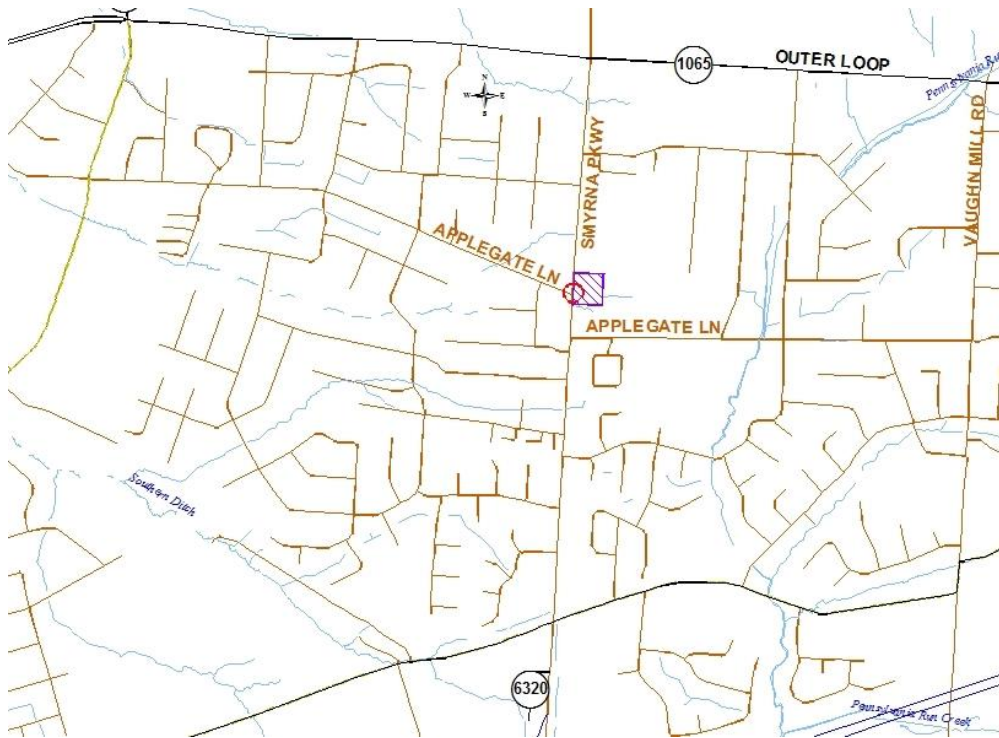 OUTER LOOP
1065
Pennsylvania Run
N
W E
S
SMYRNA PKWY
VAUGHN MILL RD
APPLEGATE LN
APPLEGATE LN
Southern Ditch
6320
Pennsylvania Run Creek